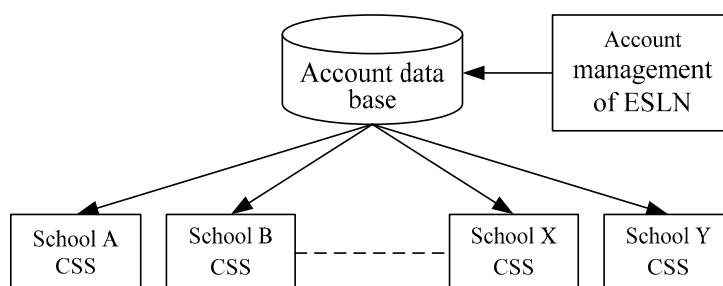 Account data
base
Account
management
of ESLN
School A
CSS
School B
CSS
School X
CSS
School Y
CSS